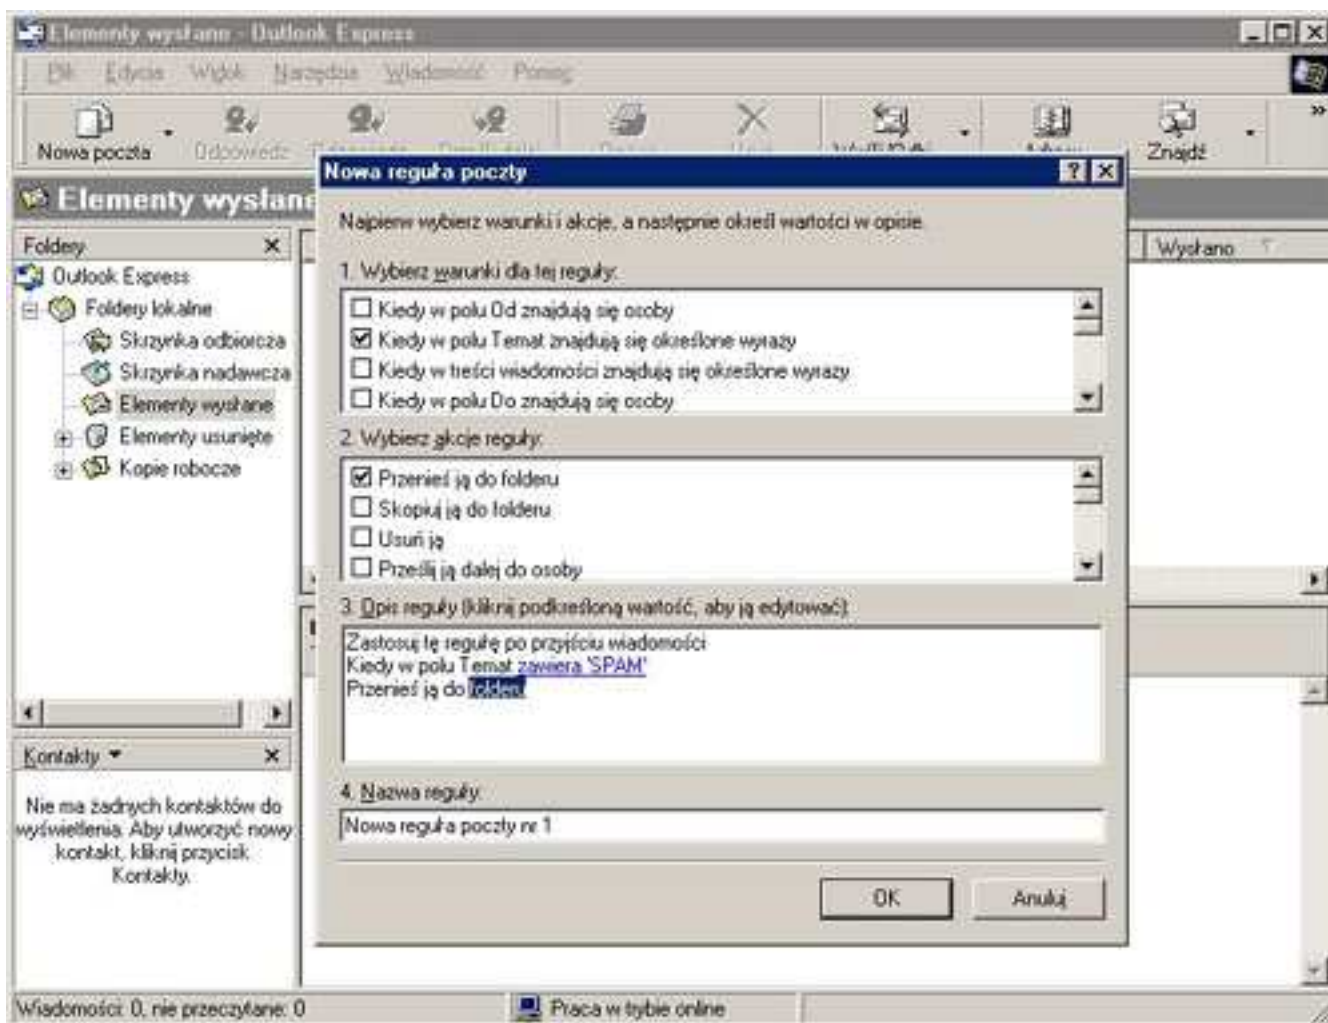 Elementy wysłane - Outlook Express
Plik Edycja Widok Narzędzia Wiadomość Pomoc
Nowa poczta Odpowiedz Znajdź
Elementy wysłane
Foldery
Wysłano
Outlook Express
Foldery lokalne
Skrzynka odbiorcza
Skrzynka nadawcza
Elementy wysłane
Elementy usunięte
Kopie robocze
Kontakty
Nie ma żadnych kontaktów do
wyświetlenia. Aby utworzyć nowy
kontakt, kliknij przycisk
Kontakty.
Nowa reguła poczty
Najpierw wybierz warunki i akcje, a następnie określ wartości w opisie.
1. Wybierz warunki dla tej reguły:
Kiedy w polu Od znajdują się osoby
Kiedy w polu Temat znajdują się określone wyrazy
Kiedy w treści wiadomości znajdują się określone wyrazy
Kiedy w polu Do znajdują się osoby
2. Wybierz akcje reguły:
Przenieś ją do folderu
Skopiuj ją do folderu
Usuń ją
Prześlij ją dalej do osoby
3. Opis reguły (kliknij podkreśloną wartość, aby ją edytować):
Zastosuj tę regułę po przyjściu wiadomości
Kiedy w polu Temat zawiera 'SPAM'
Przenieś ją do folderu
4. Nazwa reguły:
Nowa reguła poczty nr 1
OK Anuluj
Wiadomości: 0, nie przeczytane: 0 Praca w trybie online